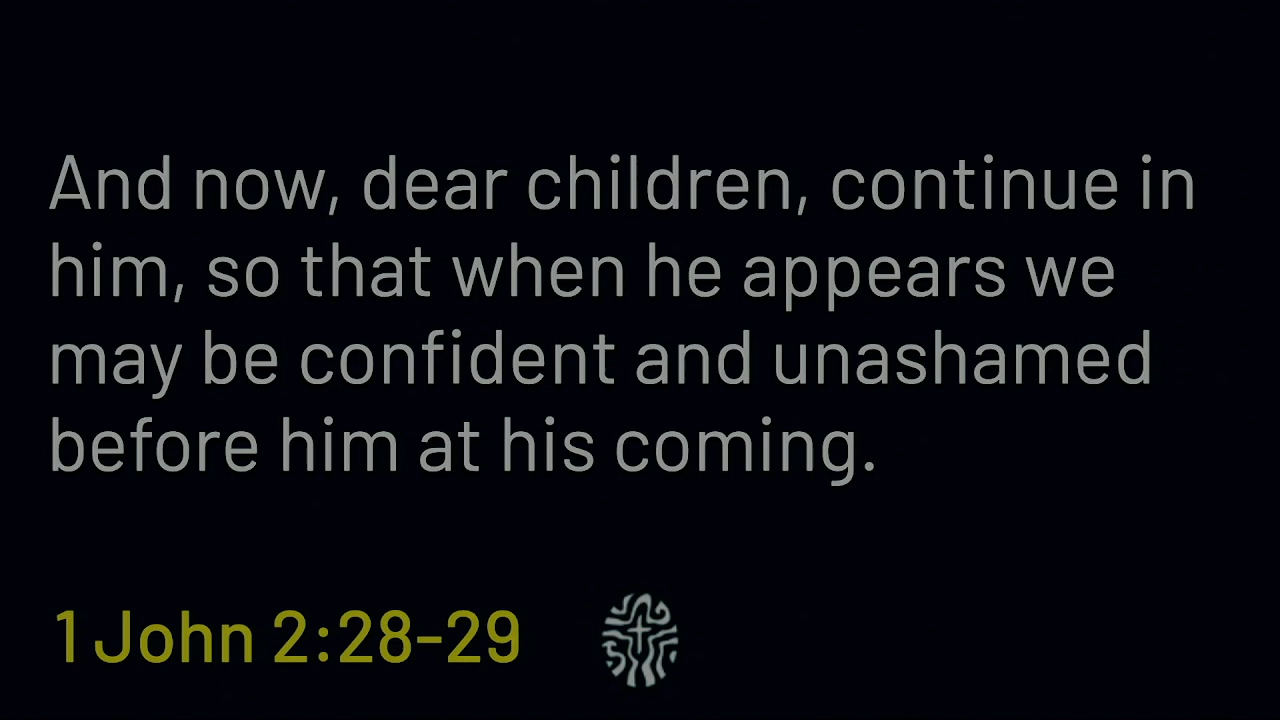 And now, dear children, continue in
him, so that when he appears we
may be confident and unashamed
before him at his coming.
1 John 2:28-29